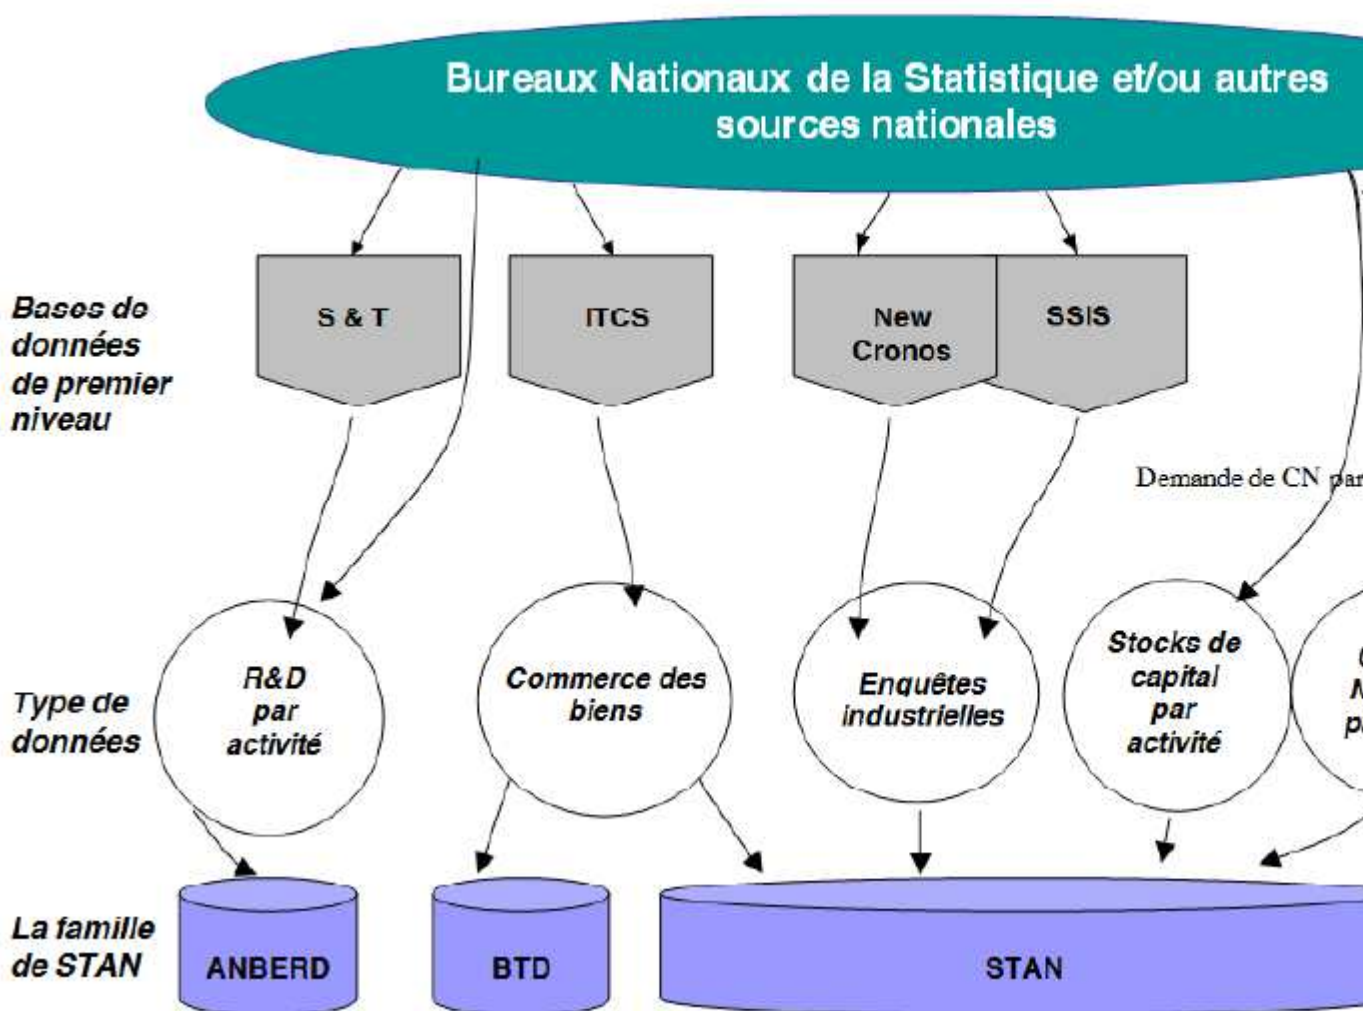 Bureaux Nationaux de la Statistique et/ou autres
sources nationales
Bases de
données
de premier
niveau
S & T
ITCS
New
Cronos
SSIS
Demande de CN par
Type de
données
R&D
par
activité
Commerce des
biens
Enquêtes
industrielles
Stocks de
capital
par
activité
La famille
de STAN
ANBERD
BTD
STAN